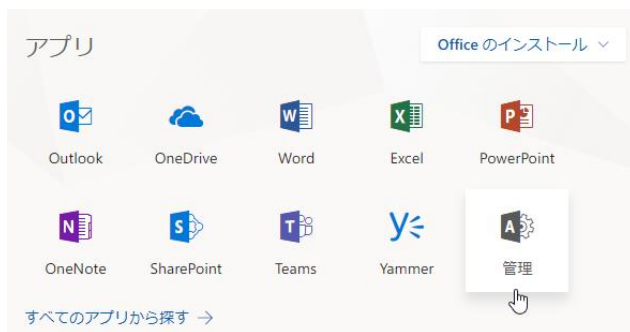 アプリ
Office のインストール
Outlook OneDrive Word Excel PowerPoint
OneNote SharePoint Teams Yammer 管理
すべてのアプリから探す →